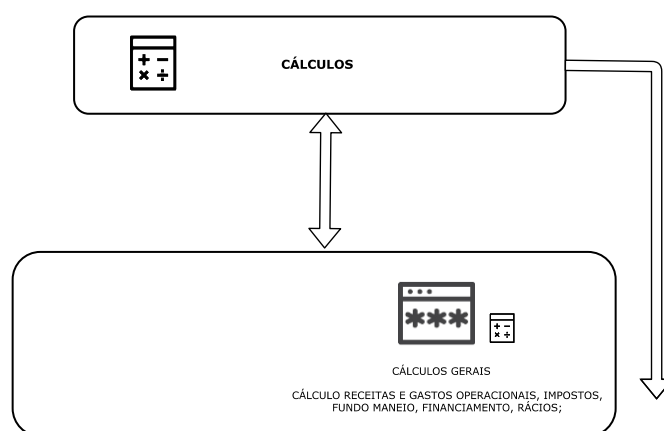 CÁLCULOS
CÁLCULOS GERAIS
CÁLCULO RECEITAS E GASTOS OPERACIONAIS, IMPOSTOS,
FUNDO MANEIO, FINANCIAMENTO, RÁCIOS;